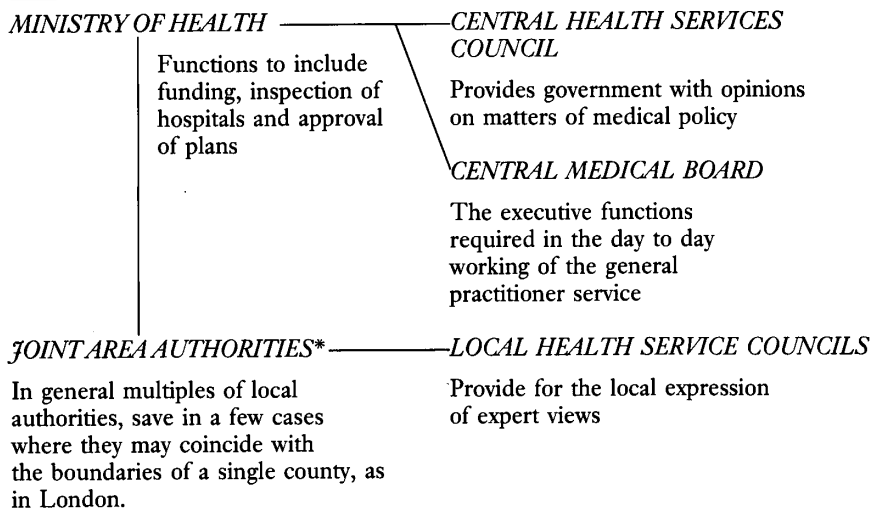 MINISTRY OF HEALTH
Functions to include
funding, inspection of
hospitals and approval
of plans
CENTRAL HEALTH SERVICES
COUNCIL
Provides government with opinions
on matters of medical policy
CENTRAL MEDICAL BOARD
The executive functions
required in the day to day
working of the general
practitioner service
JOINT AREA AUTHORITIES*
In general multiples of local
authorities, save in a few cases
where they may coincide with
the boundaries of a single county, as
in London.
LOCAL HEALTH SERVICE COUNCILS
Provide for the local expression
of expert views